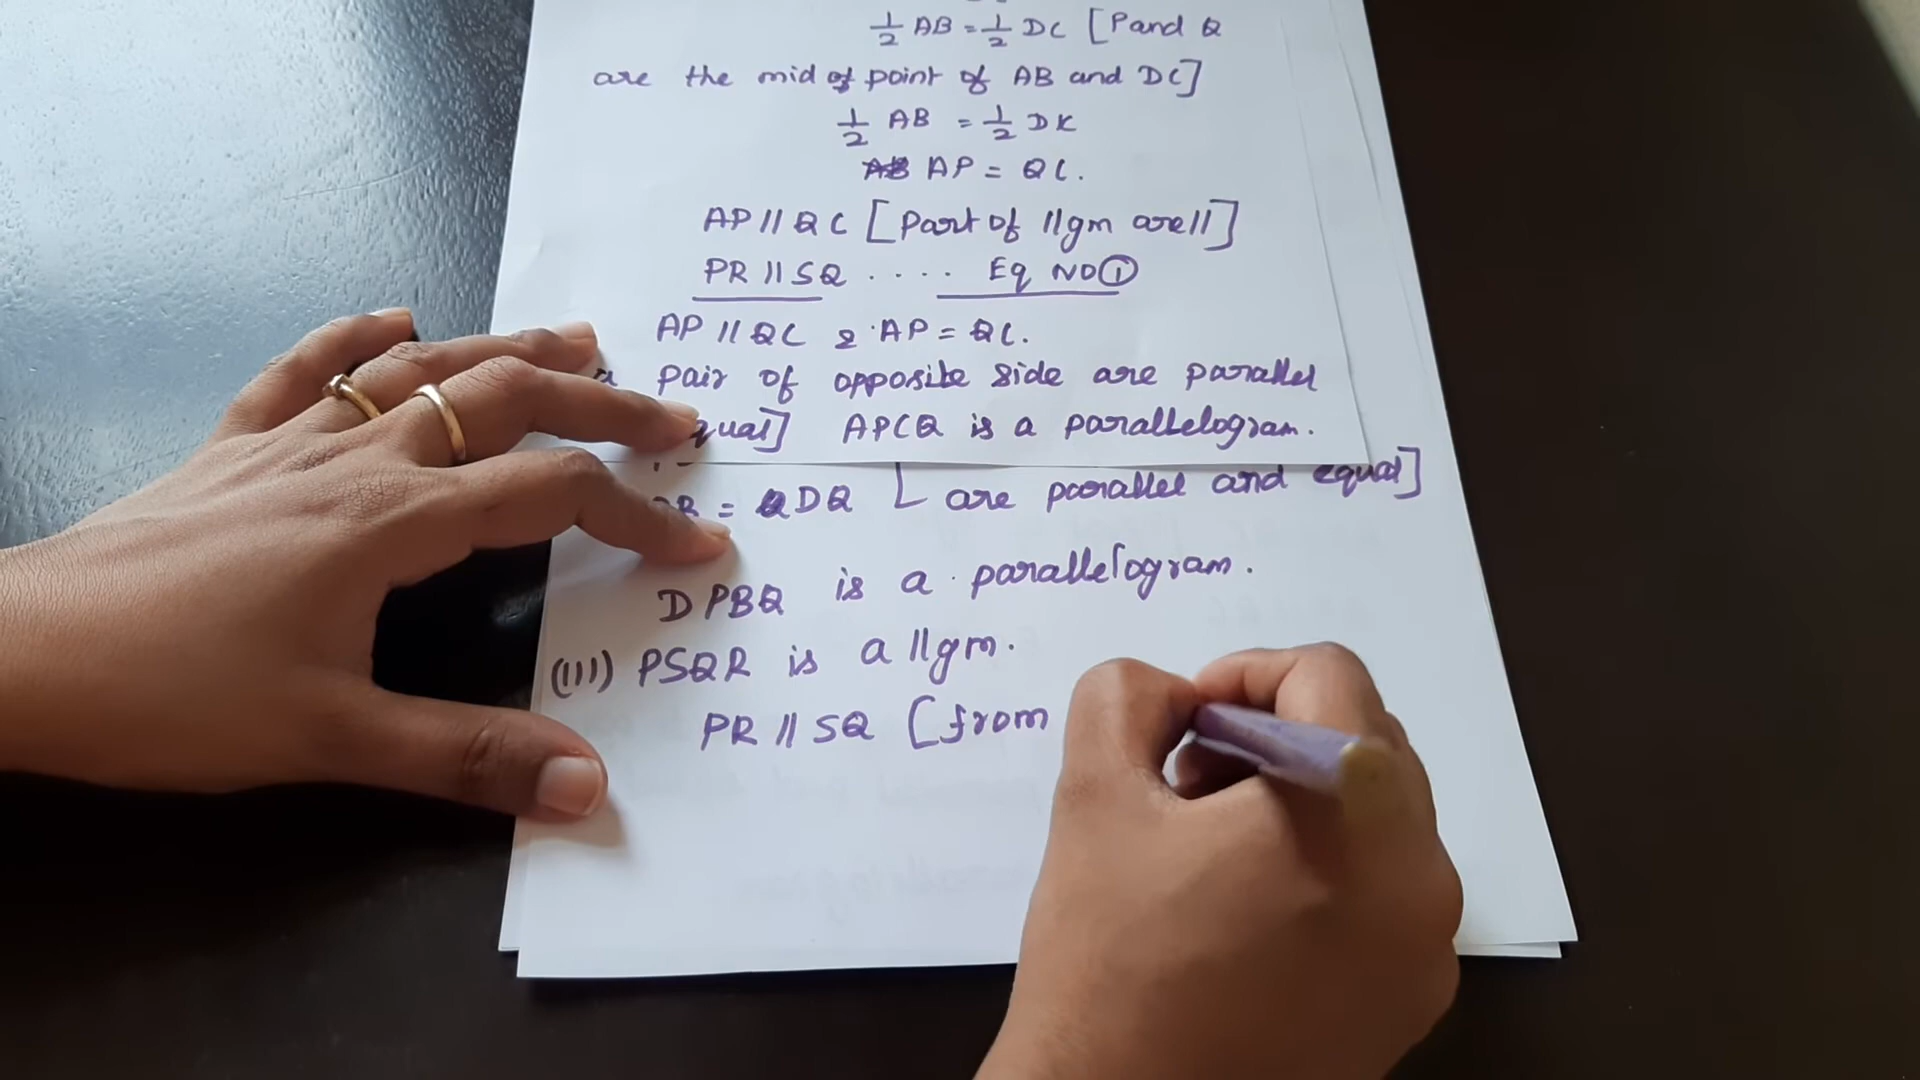 1/2 AB = 1/2 DC [P and Q
are the mid of point of AB and DC]
1/2 AB = 1/2 DC
AP = QC.
AP // QC [Part of //gm are //]
PR // SQ .... Eq NO ①
AP // QC & AP = QC.
pair of opposite side are parallel
equal] APCQ is a parallelogram.
= DQ [are parallel and equal]
DPBQ is a parallelogram.
(III) PSQR is a //gm.
PR // SQ [from